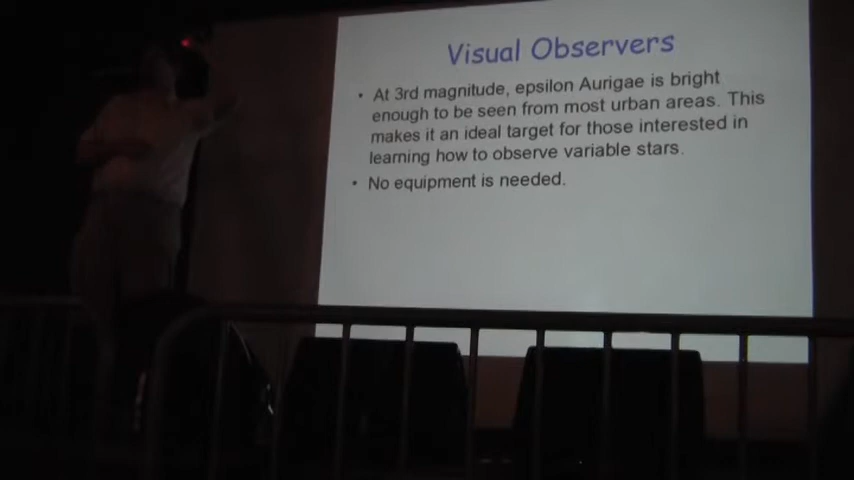 Visual Observers
• At 3rd magnitude, epsilon Aurigae is bright
enough to be seen from most urban areas. This
makes it an ideal target for those interested in
learning how to observe variable stars.
• No equipment is needed.